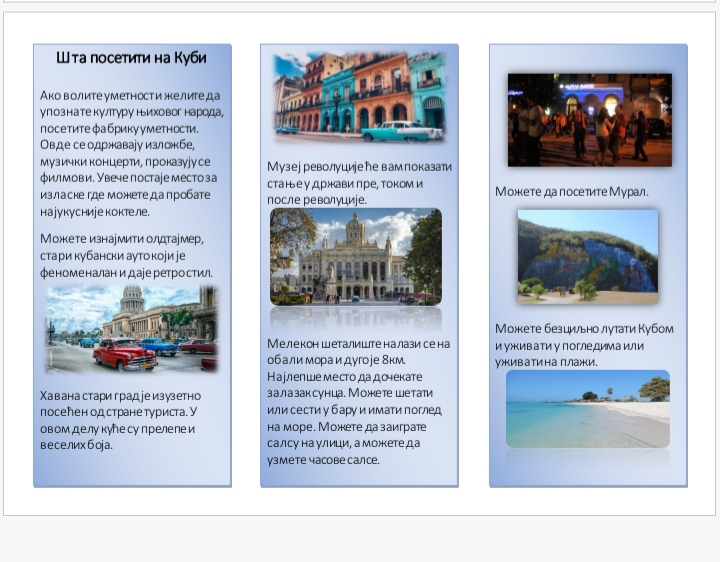 Шта посетити на Куби
Ако волите уметност и желите да
упознате културу њиховог народа,
посетите фабрику уметности.
Овде се одржавају изложбе,
музички концерти, проказују се
филмови. Увече постаје место за
изласке где можете да пробате
најукусније коктеле.
Можете изнајмити олдтајмер,
стари кубански ауто који је
феноменалан и даје ретро стил.
Хавана стари град је изузетно
посећен од стране туриста. У
овом делу куће су прелепе и
веселих боја.
Музеј револуције ће вам показати
стање у држави пре, током и
после револуције.
Мелекон шеталиште налази се на
обали мора и дуго је 8км.
Најлепше место да дочекате
залазак сунца. Можете шетати
или сести у бару и имати поглед
на море. Можете да заиграте
салсу на улици, а можете да
узмете часове салсе.
Можете да посетите Мурал.
Можете безциљно лутати Кубом
и уживати у погледима или
уживати на плажи.